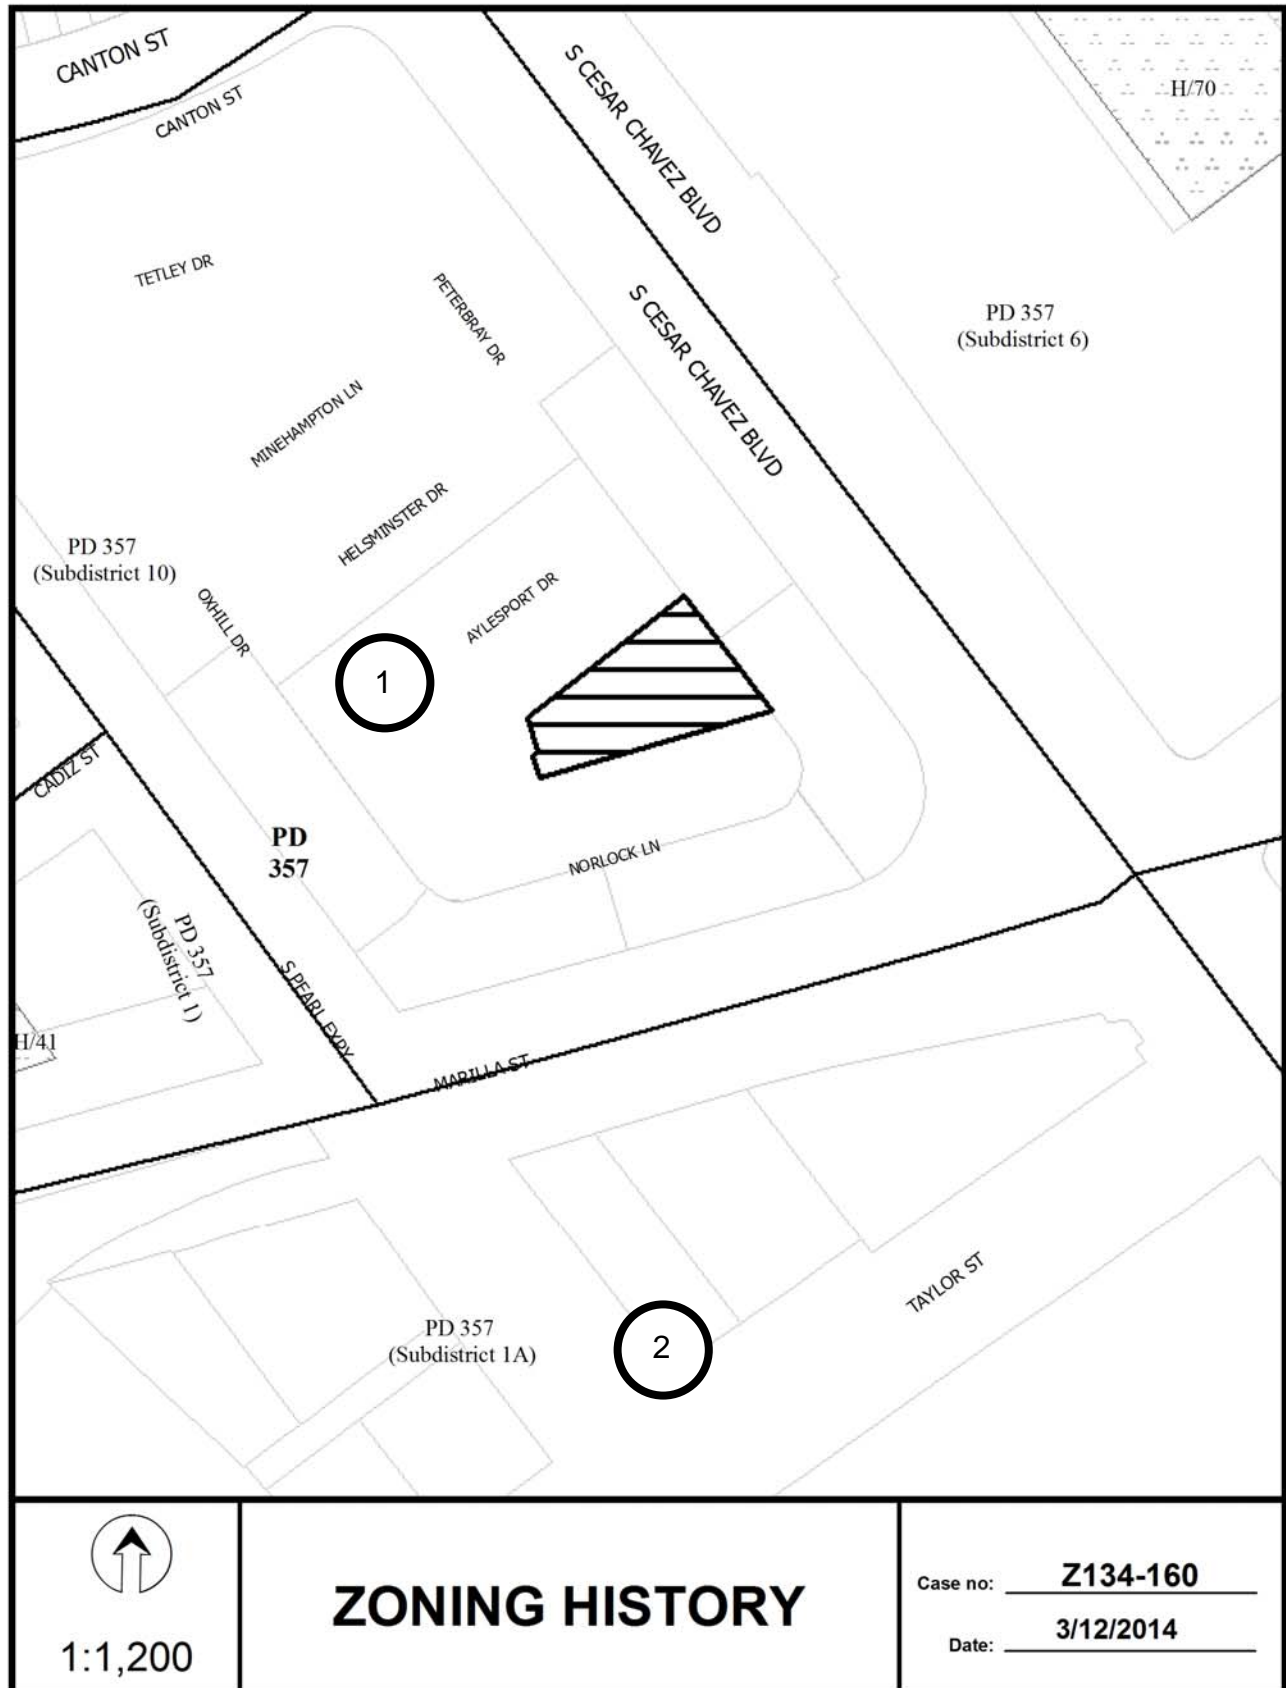 CANTON ST
CANTON ST
S CESAR CHAVEZ BLVD
H/70
TETLEY DR
PETERBRAY DR
S CESAR CHAVEZ BLVD
PD 357
(Subdistrict 6)
MINEHAMPTON LN
HELSMINSTER DR
PD 357
(Subdistrict 10)
OXHILL DR
AYLESPORT DR
1
CADIZ ST
PD
357
NORLOCK LN
PD 357
(Subdistrict 1)
S PEARL EXPY
H/41
MARILLA ST
TAYLOR ST
PD 357
(Subdistrict 1A)
2
1:1,200
ZONING HISTORY
Case no: Z134-160
Date: 3/12/2014